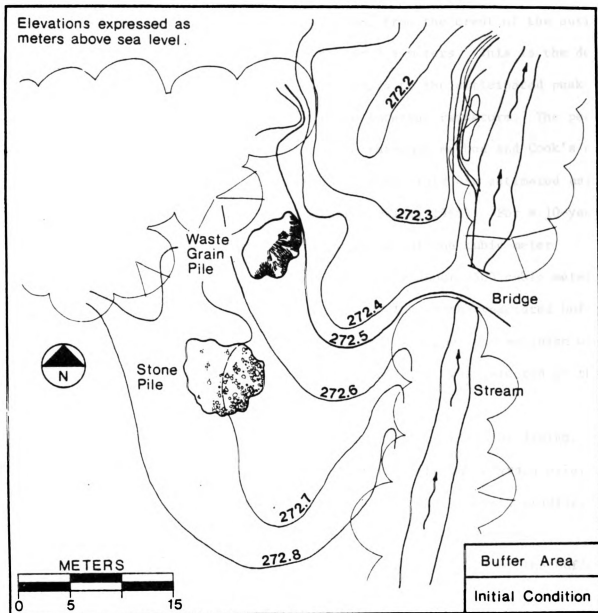 Elevations expressed as
meters above sea level.
272.2
272.3
Waste
Grain
Pile
272.4
272.5
Bridge
N
Stone
Pile
272.6
Stream
272.7
272.8
METERS
0 5 10 15
Buffer Area
Initial Condition